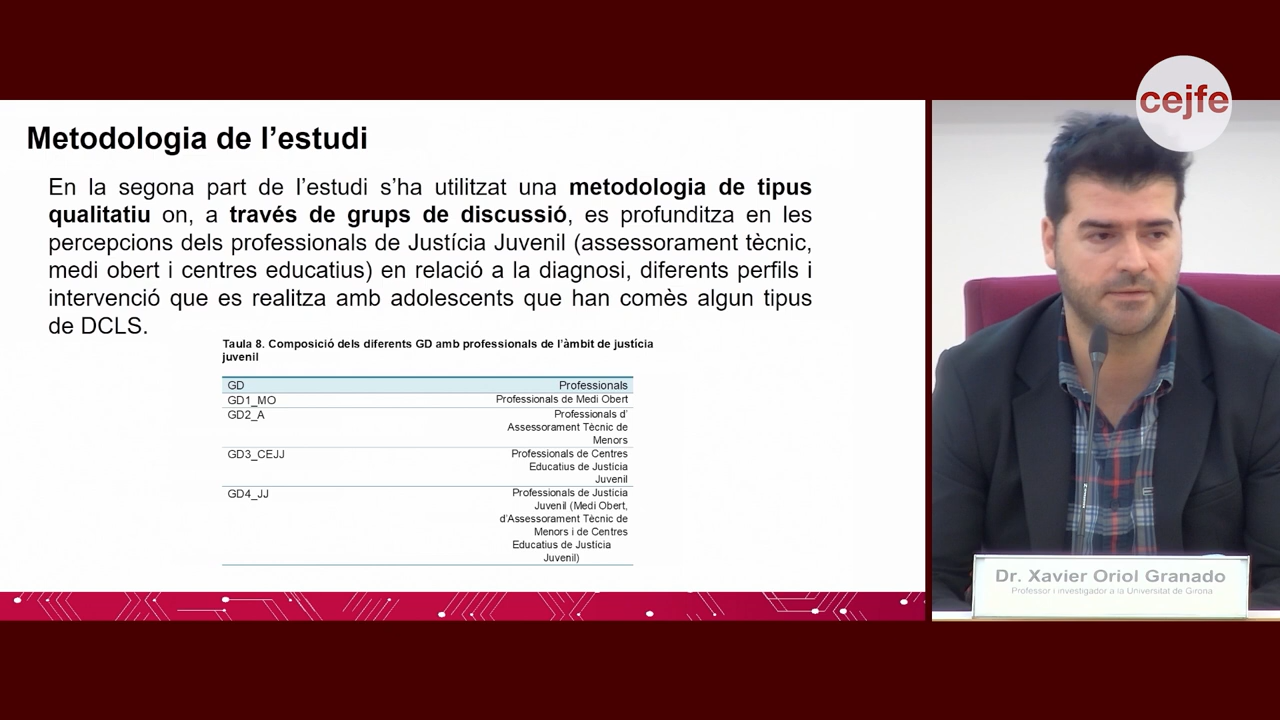 cejfe
Metodologia de l’estudi
En la segona part de l’estudi s’ha utilitzat una metodologia de tipus
qualitatiu on, a través de grups de discussió, es profunditza en les
percepcions dels professionals de Justícia Juvenil (assessorament tècnic,
medi obert i centres educatius) en relació a la diagnosi, diferents perfils i
intervenció que es realitza amb adolescents que han comès algun tipus
de DCLS.
Taula 8. Composició dels diferents GD amb professionals de l’àmbit de justícia
juvenil
GD Professionals
GD1_MO Professionals de Medi Obert
GD2_A Professionals d’
Assessorament Tècnic de
Menors
GD3_CEJJ Professionals de Centres
Educatius de Justícia
Juvenil
GD4_JJ Professionals de Justícia
Juvenil (Medi Obert,
d’Assessorament Tècnic de
Menors i de Centres
Educatius de Justicia
Juvenil)
Dr. Xavier Oriol Granado
Professor i investigador a la Universitat de Girona